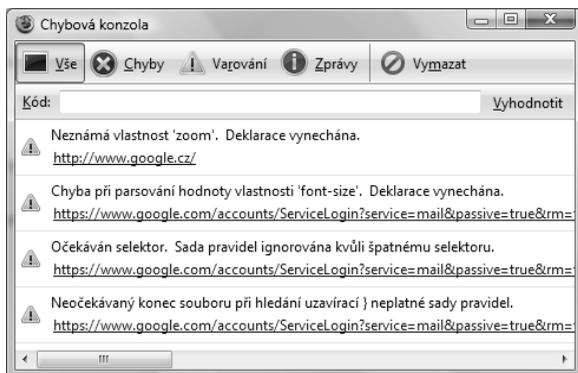 Chybová konzola
Vše Chyby Varování Zprávy Vymazat
Kód: Vyhodnotit
Neznámá vlastnost 'zoom'. Deklarace vynechána.
http://www.google.cz/
Chyba při parsování hodnoty vlastnosti 'font-size'. Deklarace vynechána.
https://www.google.com/accounts/ServiceLogin?service=mail&passive=true&rm=
Očekáván selektor. Sada pravidel ignorována kvůli špatnému selektoru.
https://www.google.com/accounts/ServiceLogin?service=mail&passive=true&rm=
Neočekávaný konec souboru při hledání uzavírací } neplatné sady pravidel.
https://www.google.com/accounts/ServiceLogin?service=mail&passive=true&rm=